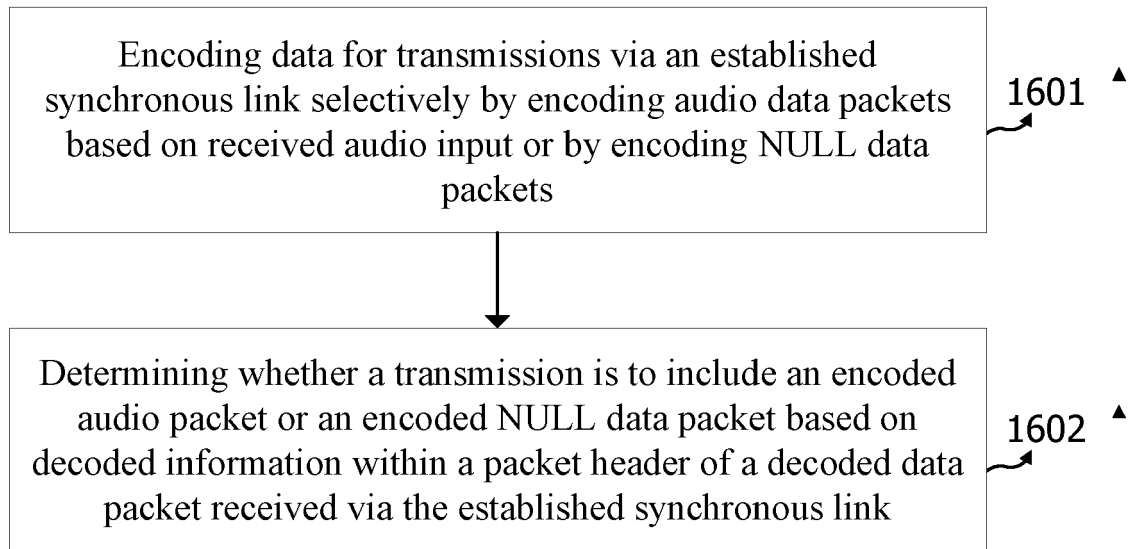 Encoding data for transmissions via an established
synchronous link selectively by encoding audio data packets
based on received audio input or by encoding NULL data
packets
1601
Determining whether a transmission is to include an encoded
audio packet or an encoded NULL data packet based on
decoded information within a packet header of a decoded data
packet received via the established synchronous link
1602